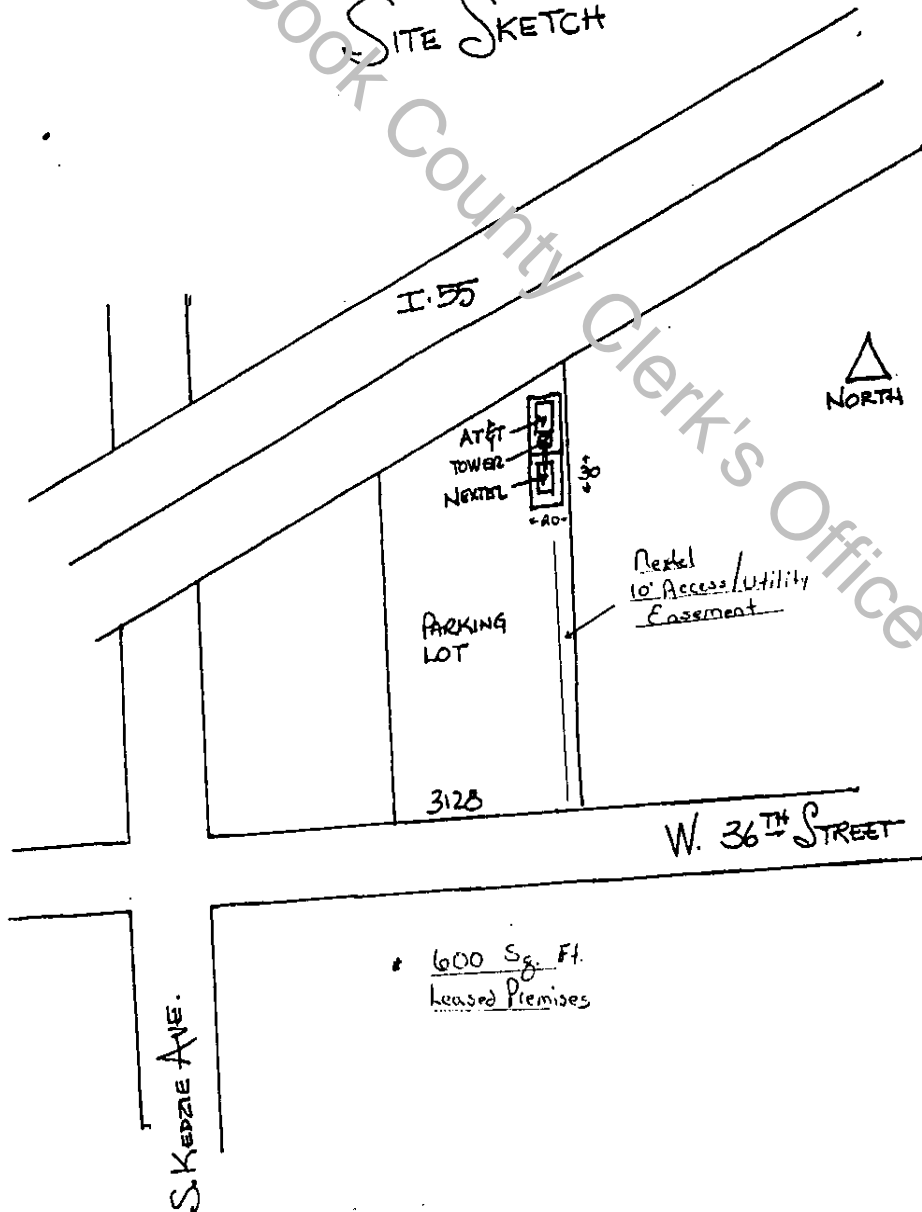 SITE SKETCH
Cook County Clerk's Office
I-55
NORTH
AT&T
TOWER
NEXTEL
30
20
Nextel
10' Access/Utility
Easement
PARKING
LOT
3128
W. 36TH STREET
* 600 Sq. Ft.
Leased Premises
S. KEDZIE AVE.